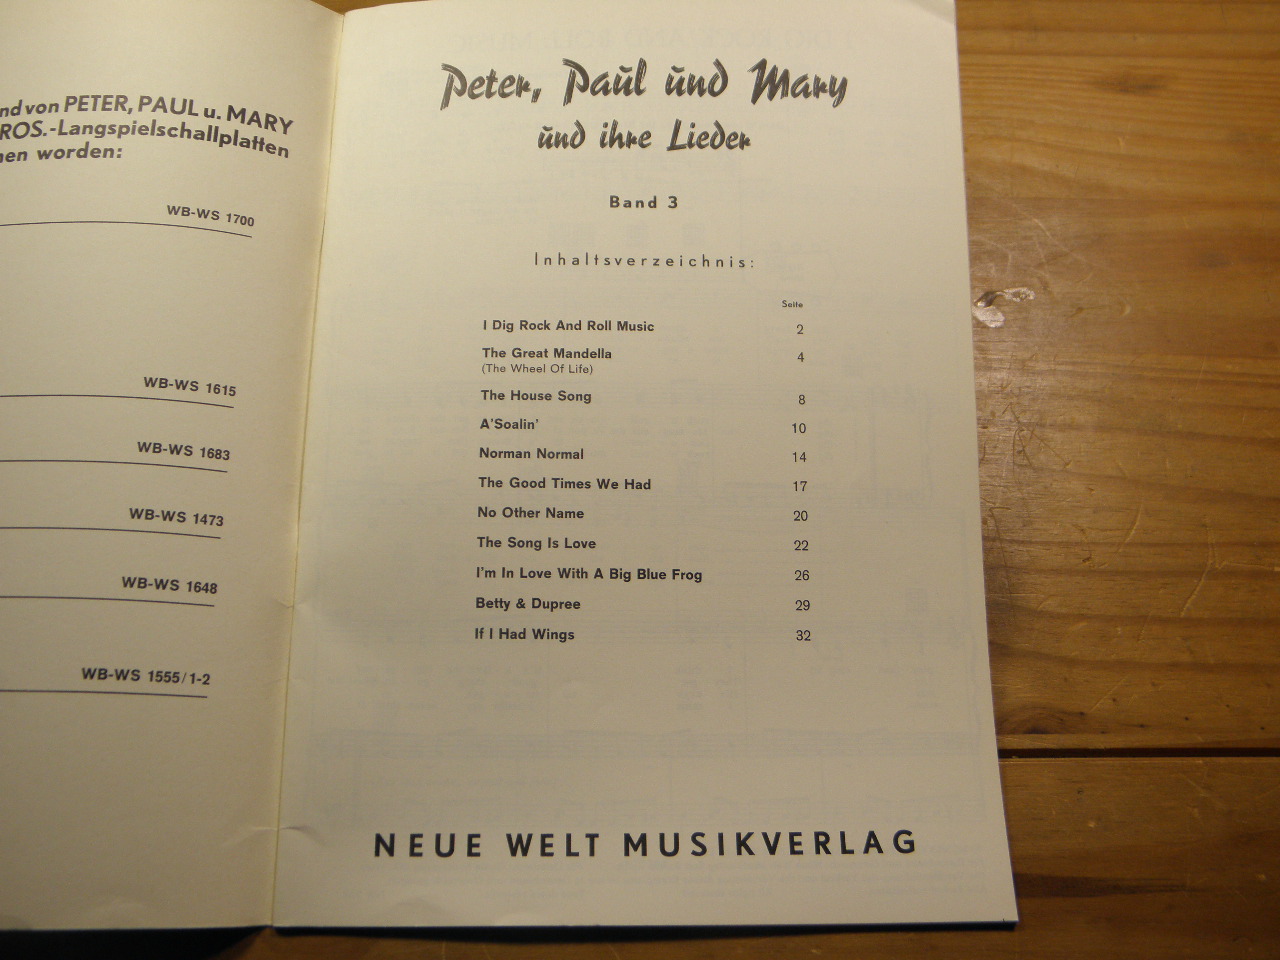 von PETER, PAUL u. MARY
-Langspielschallplatten
worden:
WB-WS 1700
WB-WS 1615
WB-WS 1683
WB-WS 1473
WB-WS 1648
WB-WS 1555/1-2
Peter, Paul und Mary
und ihre Lieder
Band 3
Inhaltsverzeichnis:
Seite
I Dig Rock And Roll Music 2
The Great Mandella 4
(The Wheel Of Life)
The House Song 8
A'Soalin' 10
Norman Normal 14
The Good Times We Had 17
No Other Name 20
The Song Is Love 22
I'm In Love With A Big Blue Frog 26
Betty & Dupree 29
If I Had Wings 32
NEUE WELT MUSIKVERLAG